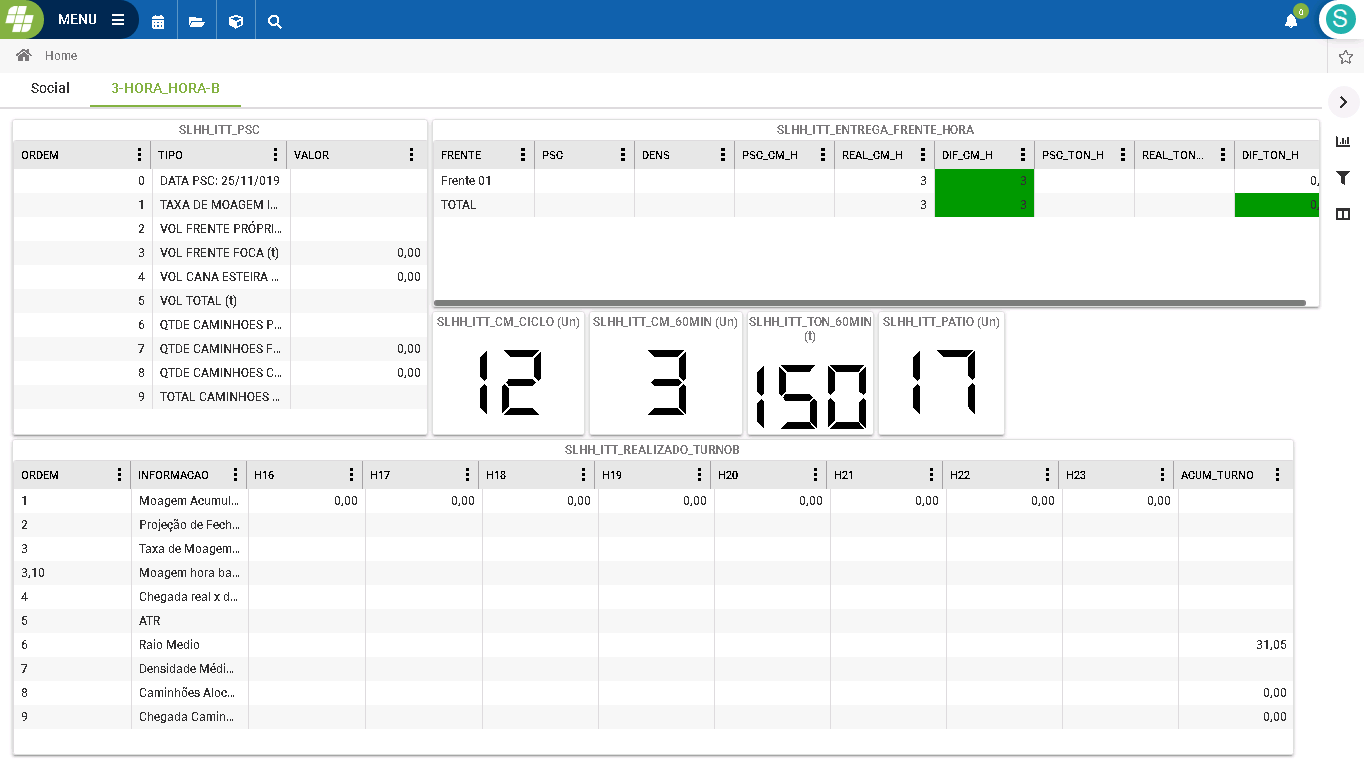 MENU
0
S
Home
Social
3-HORA_HORA-B
SLHH_ITT_PSC
ORDEM TIPO VALOR
0 DATA PSC: 25/11/019
1 TAXA DE MOAGEM I...
2 VOL FRENTE PRÓPRI...
3 VOL FRENTE FOCA (t) 0,00
4 VOL CANA ESTEIRA ... 0,00
5 VOL TOTAL (t)
6 QTDE CAMINHOES P...
7 QTDE CAMINHOES F... 0,00
8 QTDE CAMINHOES C... 0,00
9 TOTAL CAMINHOES ...
SLHH_ITT_ENTREGA_FRENTE_HORA
FRENTE PSC DENS PSC_CM_H REAL_CM_H DIF_CM_H PSC_TON_H REAL_TON... DIF_TON_H
Frente 01 3 3 0,
TOTAL 3 3 0,
SLHH_ITT_CM_CICLO (Un)
12
SLHH_ITT_CM_60MIN (Un)
3
SLHH_ITT_TON_60MIN
(t)
150
SLHH_ITT_PATIO (Un)
17
SLHH_ITT_REALIZADO_TURNOB
ORDEM INFORMACAO H16 H17 H18 H19 H20 H21 H22 H23 ACUM_TURNO
1 Moagem Acumul... 0,00 0,00 0,00 0,00 0,00 0,00 0,00 0,00
2 Projeção de Fech...
3 Taxa de Moagem...
3,10 Moagem hora ba...
4 Chegada real x d...
5 ATR
6 Raio Medio 31,05
7 Densidade Médi...
8 Caminhões Aloc... 0,00
9 Chegada Camin... 0,00